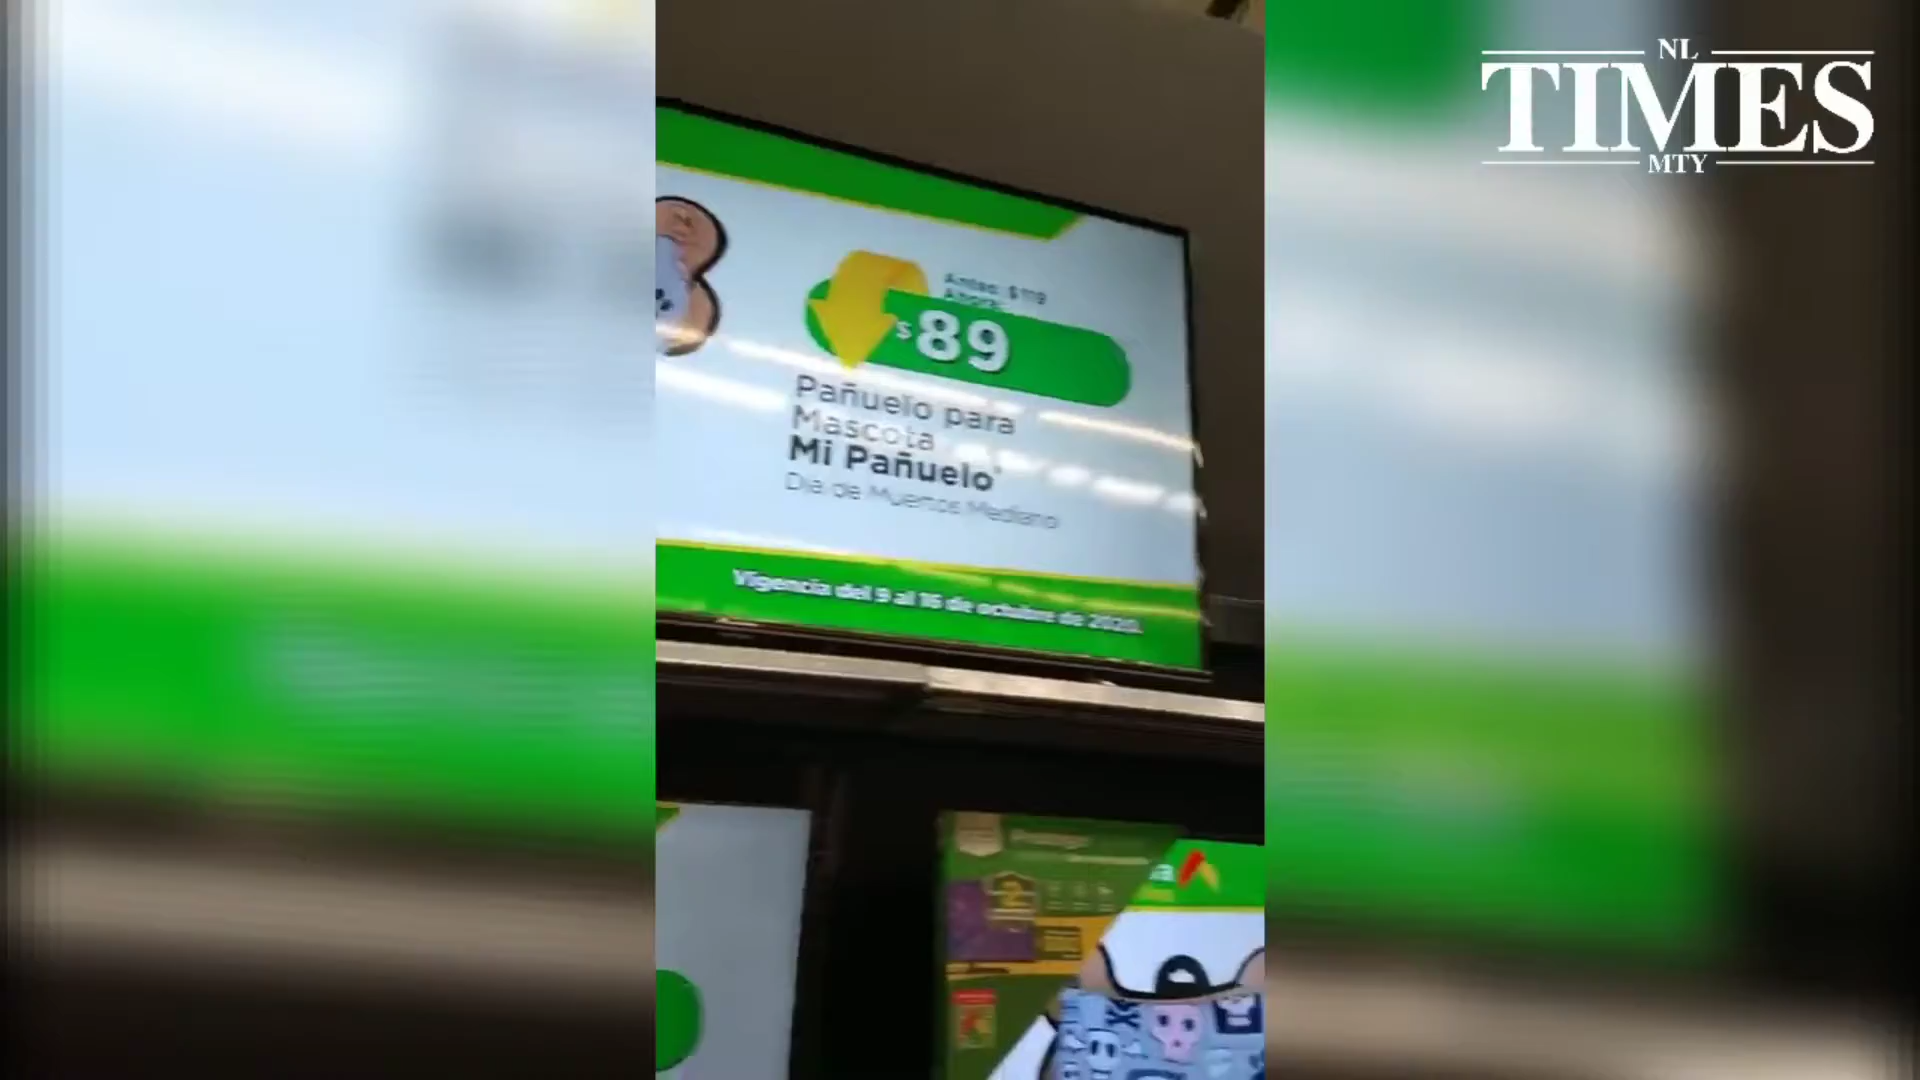 NL
TIMES
MTY
Antes: $119
Ahora:
$89
Pañuelo para
Mascota
Mi Pañuelo
Día de Muertos Mediano
Vigencia del 9 al 16 de octubre de 2020.
2